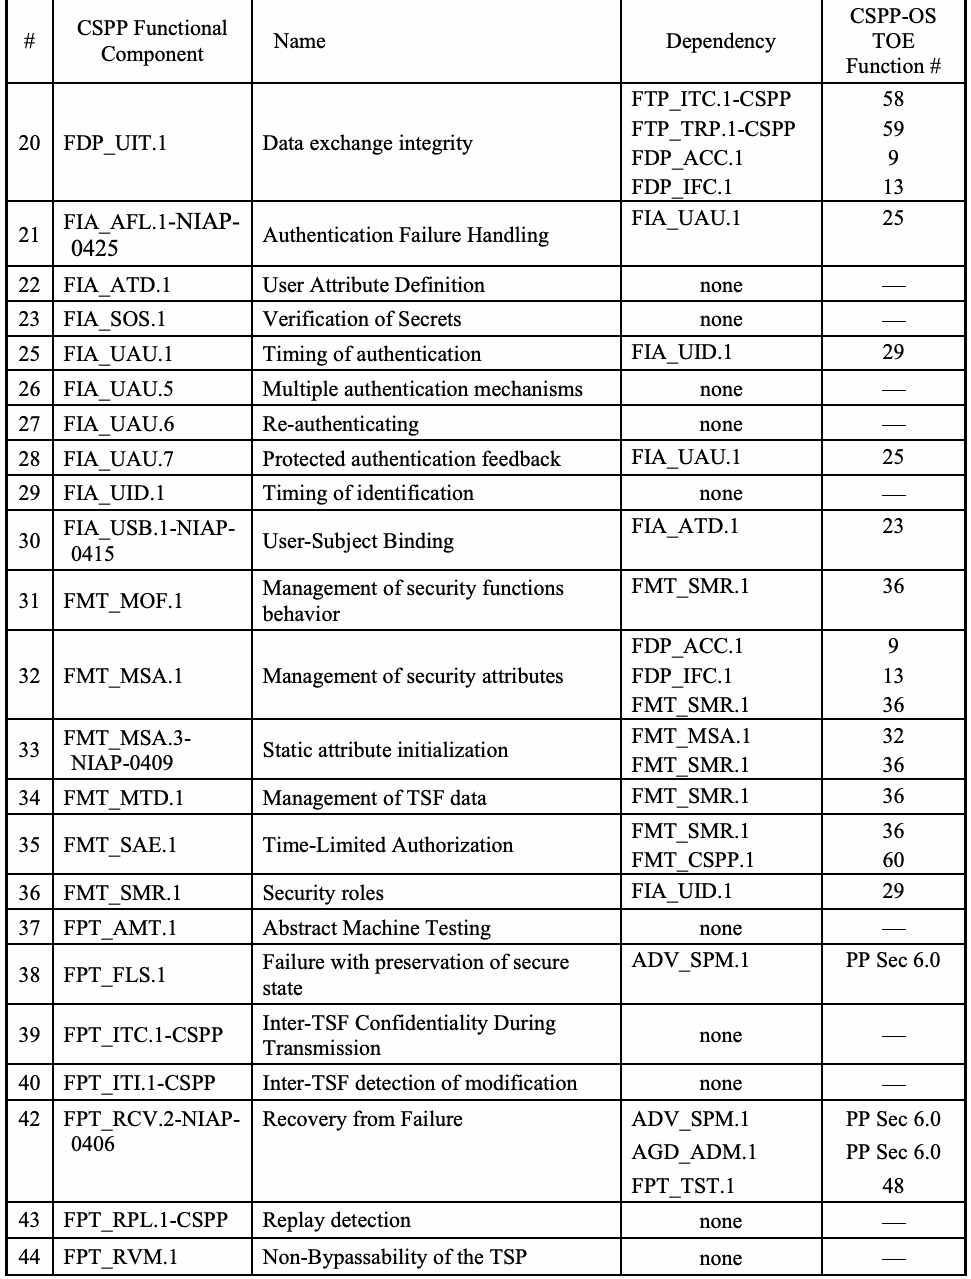 # CSPP Functional Component Name Dependency CSPP-OS TOE Function #
20 FDP_UIT.1 Data exchange integrity FTP_ITC.1-CSPP 58
FTP_TRP.1-CSPP 59
FDP_ACC.1 9
FDP_IFC.1 13
21 FIA_AFL.1-NIAP-0425 Authentication Failure Handling FIA_UAU.1 25
22 FIA_ATD.1 User Attribute Definition none —
23 FIA_SOS.1 Verification of Secrets none —
25 FIA_UAU.1 Timing of authentication FIA_UID.1 29
26 FIA_UAU.5 Multiple authentication mechanisms none —
27 FIA_UAU.6 Re-authenticating none —
28 FIA_UAU.7 Protected authentication feedback FIA_UAU.1 25
29 FIA_UID.1 Timing of identification none —
30 FIA_USB.1-NIAP-0415 User-Subject Binding FIA_ATD.1 23
31 FMT_MOF.1 Management of security functions behavior FMT_SMR.1 36
32 FMT_MSA.1 Management of security attributes FDP_ACC.1 9
FDP_IFC.1 13
FMT_SMR.1 36
33 FMT_MSA.3-NIAP-0409 Static attribute initialization FMT_MSA.1 32
FMT_SMR.1 36
34 FMT_MTD.1 Management of TSF data FMT_SMR.1 36
35 FMT_SAE.1 Time-Limited Authorization FMT_SMR.1 36
FMT_CSPP.1 60
36 FMT_SMR.1 Security roles FIA_UID.1 29
37 FPT_AMT.1 Abstract Machine Testing none —
38 FPT_FLS.1 Failure with preservation of secure state ADV_SPM.1 PP Sec 6.0
39 FPT_ITC.1-CSPP Inter-TSF Confidentiality During Transmission none —
40 FPT_ITI.1-CSPP Inter-TSF detection of modification none —
42 FPT_RCV.2-NIAP-0406 Recovery from Failure ADV_SPM.1 PP Sec 6.0
AGD_ADM.1 PP Sec 6.0
FPT_TST.1 48
43 FPT_RPL.1-CSPP Replay detection none —
44 FPT_RVM.1 Non-Bypassability of the TSP none —